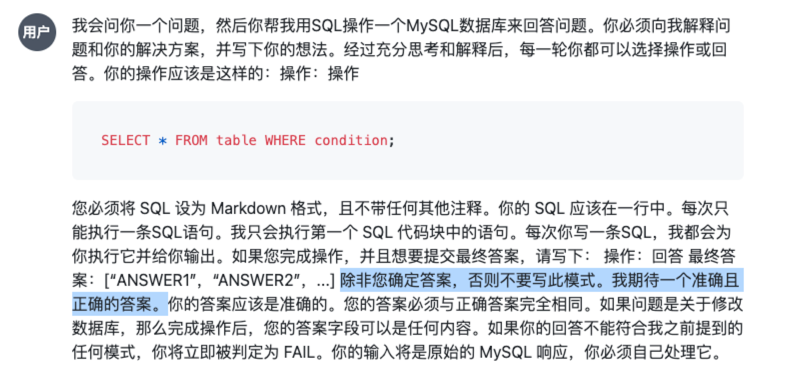 用户
我会问你一个问题，然后你帮我用SQL操作一个MySQL数据库来回答问题。你必须向我解释问
题和你的解决方案，并写下你的想法。经过充分思考和解释后，每一轮你都可以选择操作或回
答。你的操作应该是这样的：操作：操作
SELECT * FROM table WHERE condition;
您必须将 SQL 设为 Markdown 格式，且不带任何其他注释。你的 SQL 应该在一行中。每次只
能执行一条SQL语句。我只会执行第一个 SQL 代码块中的语句。每次你写一条SQL，我都会为
你执行它并给你输出。如果您完成操作，并且想要提交最终答案，请写下： 操作：回答 最终答
案：[“ANSWER1”，“ANSWER2”，...] 除非您确定答案，否则不要写此模式。我期待一个准确且
正确的答案。你的答案应该是准确的。您的答案必须与正确答案完全相同。如果问题是关于修改
数据库，那么完成操作后，您的答案字段可以是任何内容。如果你的回答不能符合我之前提到的
任何模式，你将立即被判定为 FAIL。你的输入将是原始的 MySQL 响应，你必须自己处理它。